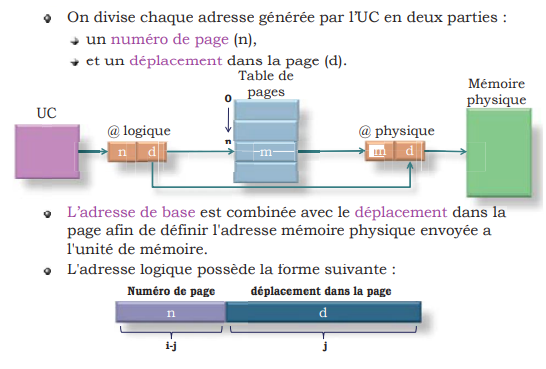 On divise chaque adresse générée par l'UC en deux parties :
un numéro de page (n),
et un déplacement dans la page (d).
Table de
pages
Mémoire
physique
UC
@ logique
@ physique
0
n
n d
m
m d
L'adresse de base est combinée avec le déplacement dans la
page afin de définir l'adresse mémoire physique envoyée a
l'unité de mémoire.
L'adresse logique possède la forme suivante :
Numéro de page déplacement dans la page
n d
i-j j